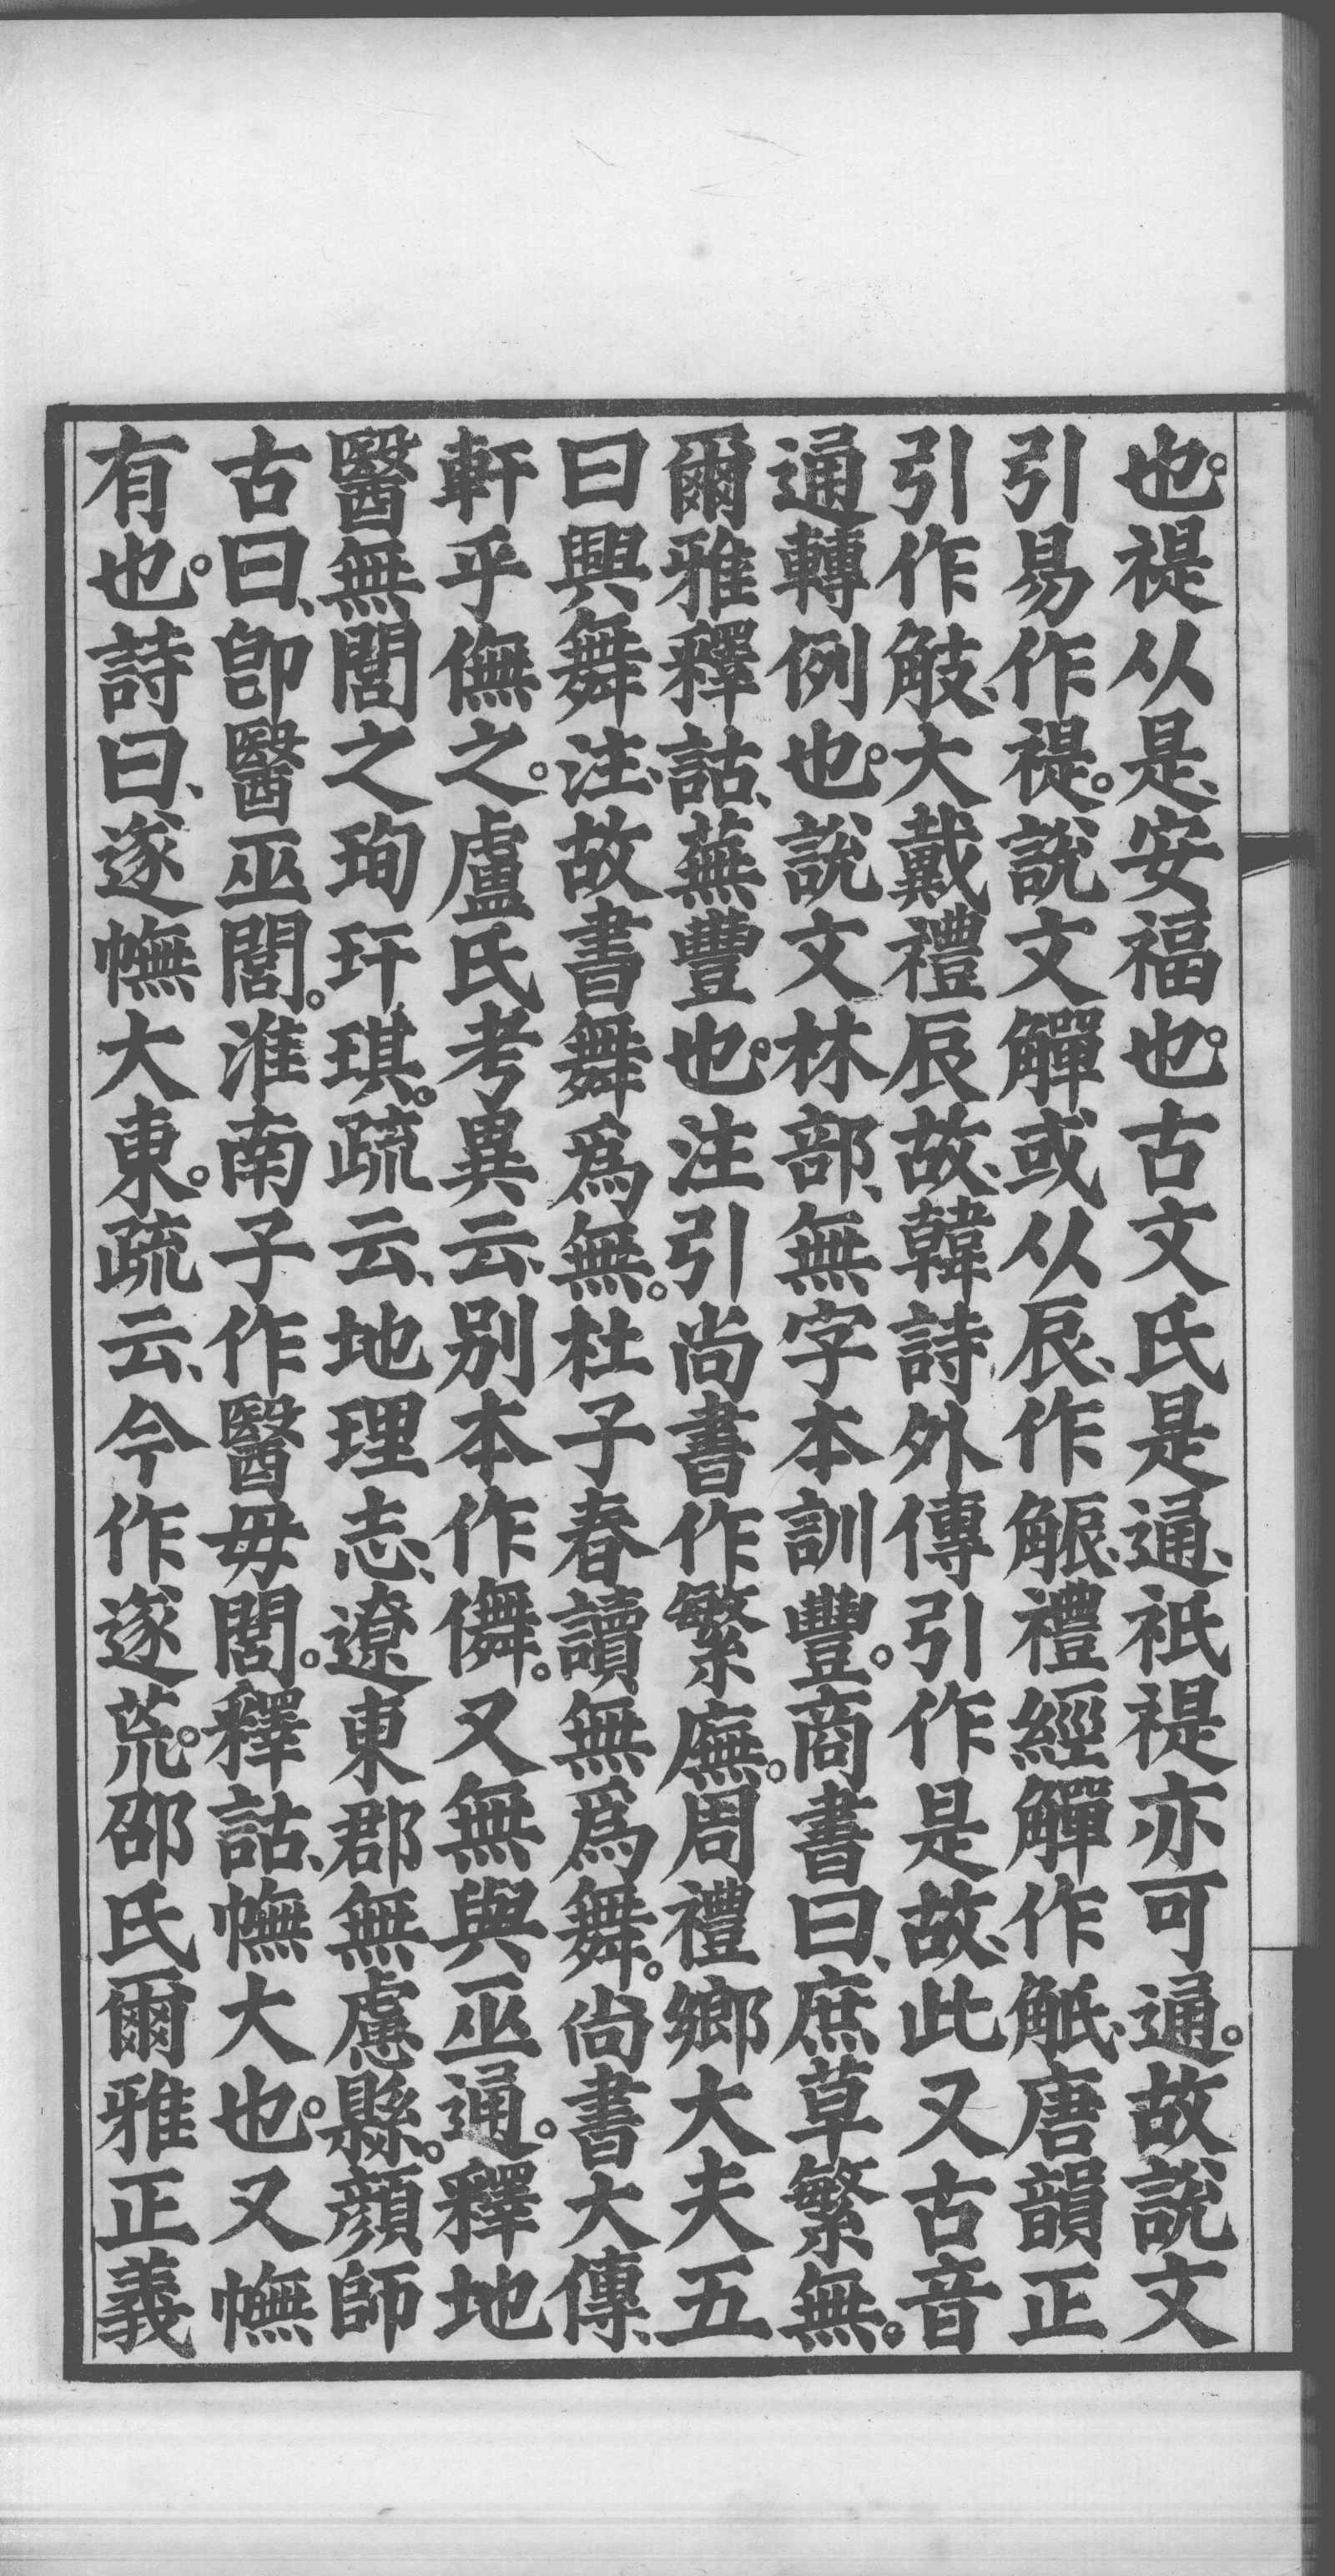 也。禔从是、安福也。古文氏是通、祇禔亦可通。故說文
引易作禔。說文觶或从辰、作䚨、禮經觶作觗、唐韻正
引作䚳、大戴禮辰故、韓詩外傳引作是故、此又古音
通轉例也。說文林部、無字本訓豐。商書曰、庶草繁無。
爾雅釋詁、蕪豐也。注引尚書作繁廡。周禮鄉大夫五
曰興舞注、故書舞爲無。杜子春讀無爲舞。尚書大傳、
軒乎僞之。盧氏考異云、別本作儛。又無與巫通。釋地
醫無閭之珣玗琪。疏云、地理志、遼東郡無慮縣。顏師
古曰、卽醫巫閭。淮南子作醫毋閭。釋詁、幠大也。又幠
有也。詩曰、遂幠大東。疏云、今作遂荒。邵氏爾雅正義